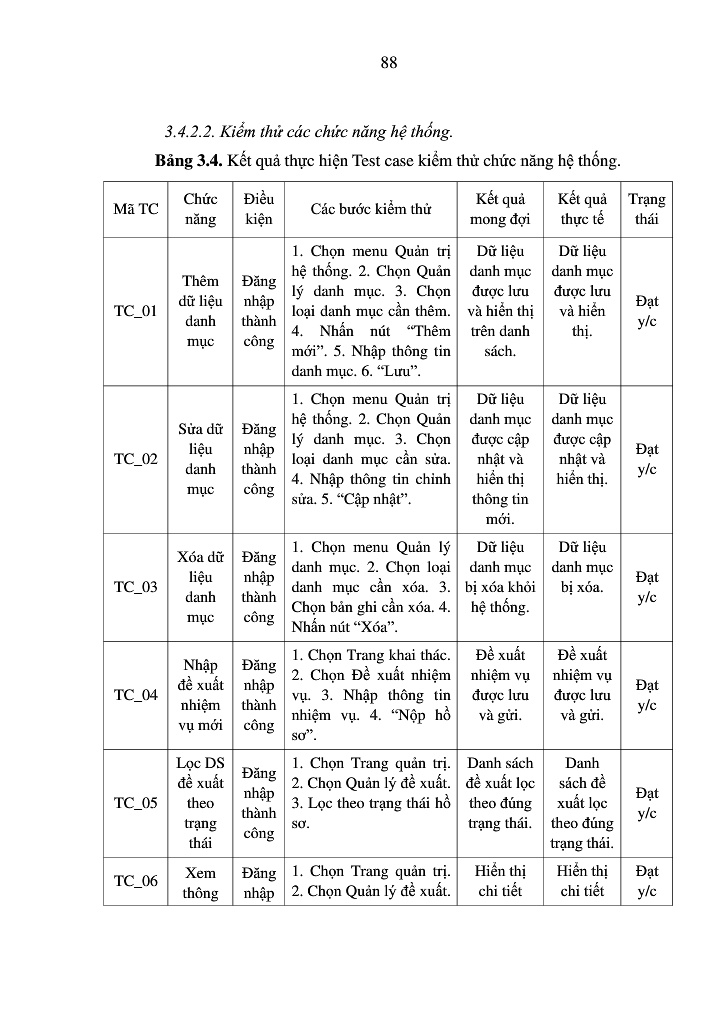 88
3.4.2.2. Kiểm thử các chức năng hệ thống.
Bảng 3.4. Kết quả thực hiện Test case kiểm thử chức năng hệ thống.
Mã TC
Chức
năng
Điều
kiện
Các bước kiểm thử
Kết quả
mong đợi
Kết quả
thực tế
Trạng
thái
TC_01
Thêm
dữ liệu
danh
mục
Đăng
nhập
thành
công
1. Chọn menu Quản trị
hệ thống. 2. Chọn Quản
lý danh mục. 3. Chọn
loại danh mục cần thêm.
4. Nhấn nút “Thêm
mới”. 5. Nhập thông tin
danh mục. 6. “Lưu”.
Dữ liệu
danh mục
được lưu
và hiển thị
trên danh
sách.
Dữ liệu
danh mục
được lưu
và hiển
thị.
Đạt
y/c
TC_02
Sửa dữ
liệu
danh
mục
Đăng
nhập
thành
công
1. Chọn menu Quản trị
hệ thống. 2. Chọn Quản
lý danh mục. 3. Chọn
loại danh mục cần sửa.
4. Nhập thông tin chỉnh
sửa. 5. “Cập nhật”.
Dữ liệu
danh mục
được cập
nhật và
hiển thị
thông tin
mới.
Dữ liệu
danh mục
được cập
nhật và
hiển thị.
Đạt
y/c
TC_03
Xóa dữ
liệu
danh
mục
Đăng
nhập
thành
công
1. Chọn menu Quản lý
danh mục. 2. Chọn loại
danh mục cần xóa. 3.
Chọn bản ghi cần xóa. 4.
Nhấn nút “Xóa”.
Dữ liệu
danh mục
bị xóa khỏi
hệ thống.
Dữ liệu
danh mục
bị xóa.
Đạt
y/c
TC_04
Nhập
đề xuất
nhiệm
vụ mới
Đăng
nhập
thành
công
1. Chọn Trang khai thác.
2. Chọn Đề xuất nhiệm
vụ. 3. Nhập thông tin
nhiệm vụ. 4. “Nộp hồ
sơ”.
Đề xuất
nhiệm vụ
được lưu
và gửi.
Đề xuất
nhiệm vụ
được lưu
và gửi.
Đạt
y/c
TC_05
Lọc DS
đề xuất
theo
trạng
thái
Đăng
nhập
thành
công
1. Chọn Trang quản trị.
2. Chọn Quản lý đề xuất.
3. Lọc theo trạng thái hồ
sơ.
Danh sách
đề xuất lọc
theo đúng
trạng thái.
Danh
sách đề
xuất lọc
theo đúng
trạng thái.
Đạt
y/c
TC_06
Xem
thông
Đăng
nhập
1. Chọn Trang quản trị.
2. Chọn Quản lý đề xuất.
Hiển thị
chi tiết
Hiển thị
chi tiết
Đạt
y/c